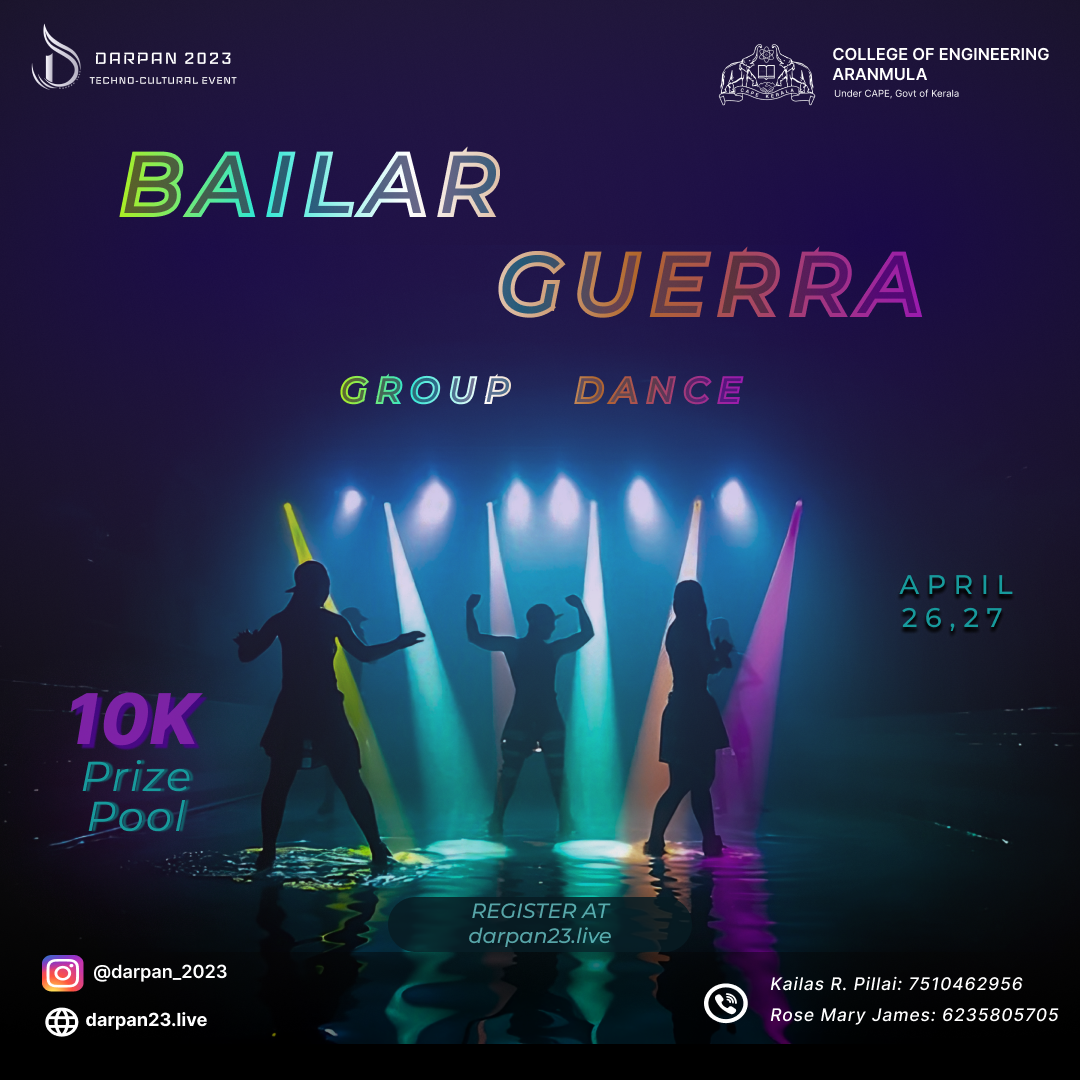 DARPAN 2023
TECHNO-CULTURAL EVENT
COLLEGE OF ENGINEERING
ARANMULA
Under CAPE, Govt of Kerala
CAPE KERALA
BAILAR
GUERRA
GROUP DANCE
APRIL
26,27
10K
Prize
Pool
REGISTER AT
darpan23.live
@darpan_2023
darpan23.live
Kailas R. Pillai: 7510462956
Rose Mary James: 6235805705